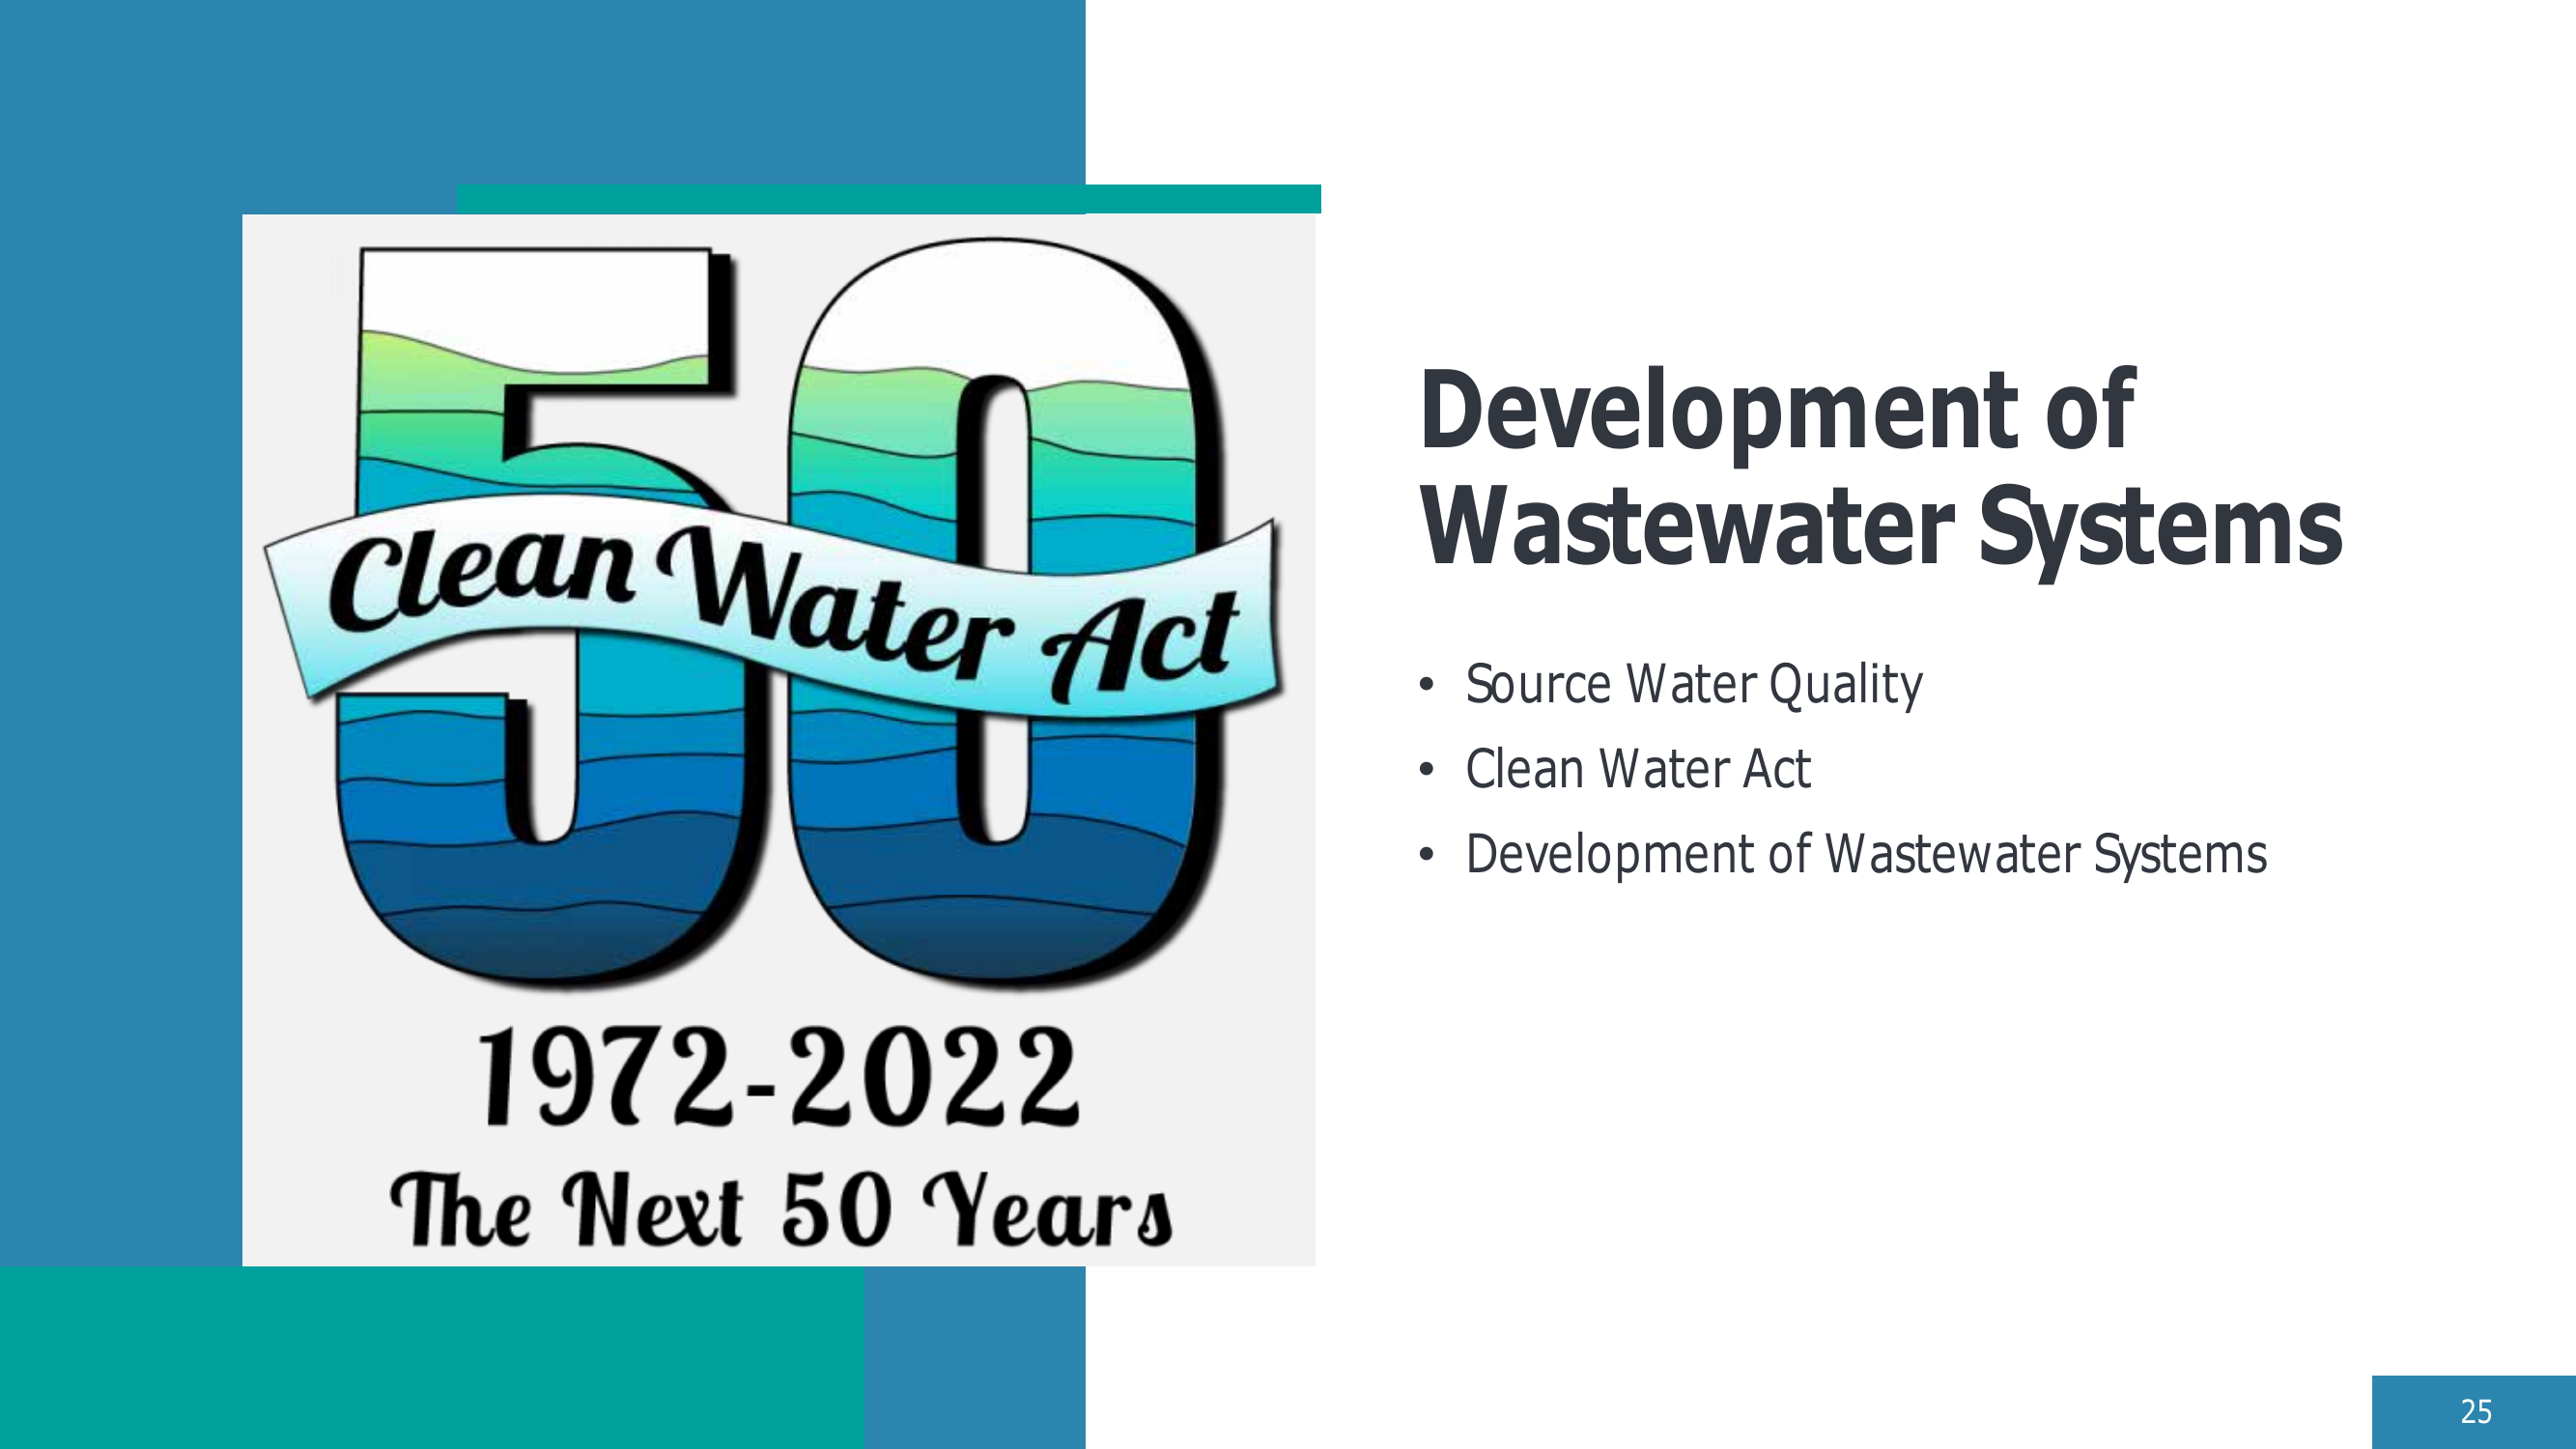 50
Clean Water Act
1972-2022
The Next 50 Years
Development of
Wastewater Systems
• Source Water Quality
• Clean Water Act
• Development of Wastewater Systems
25